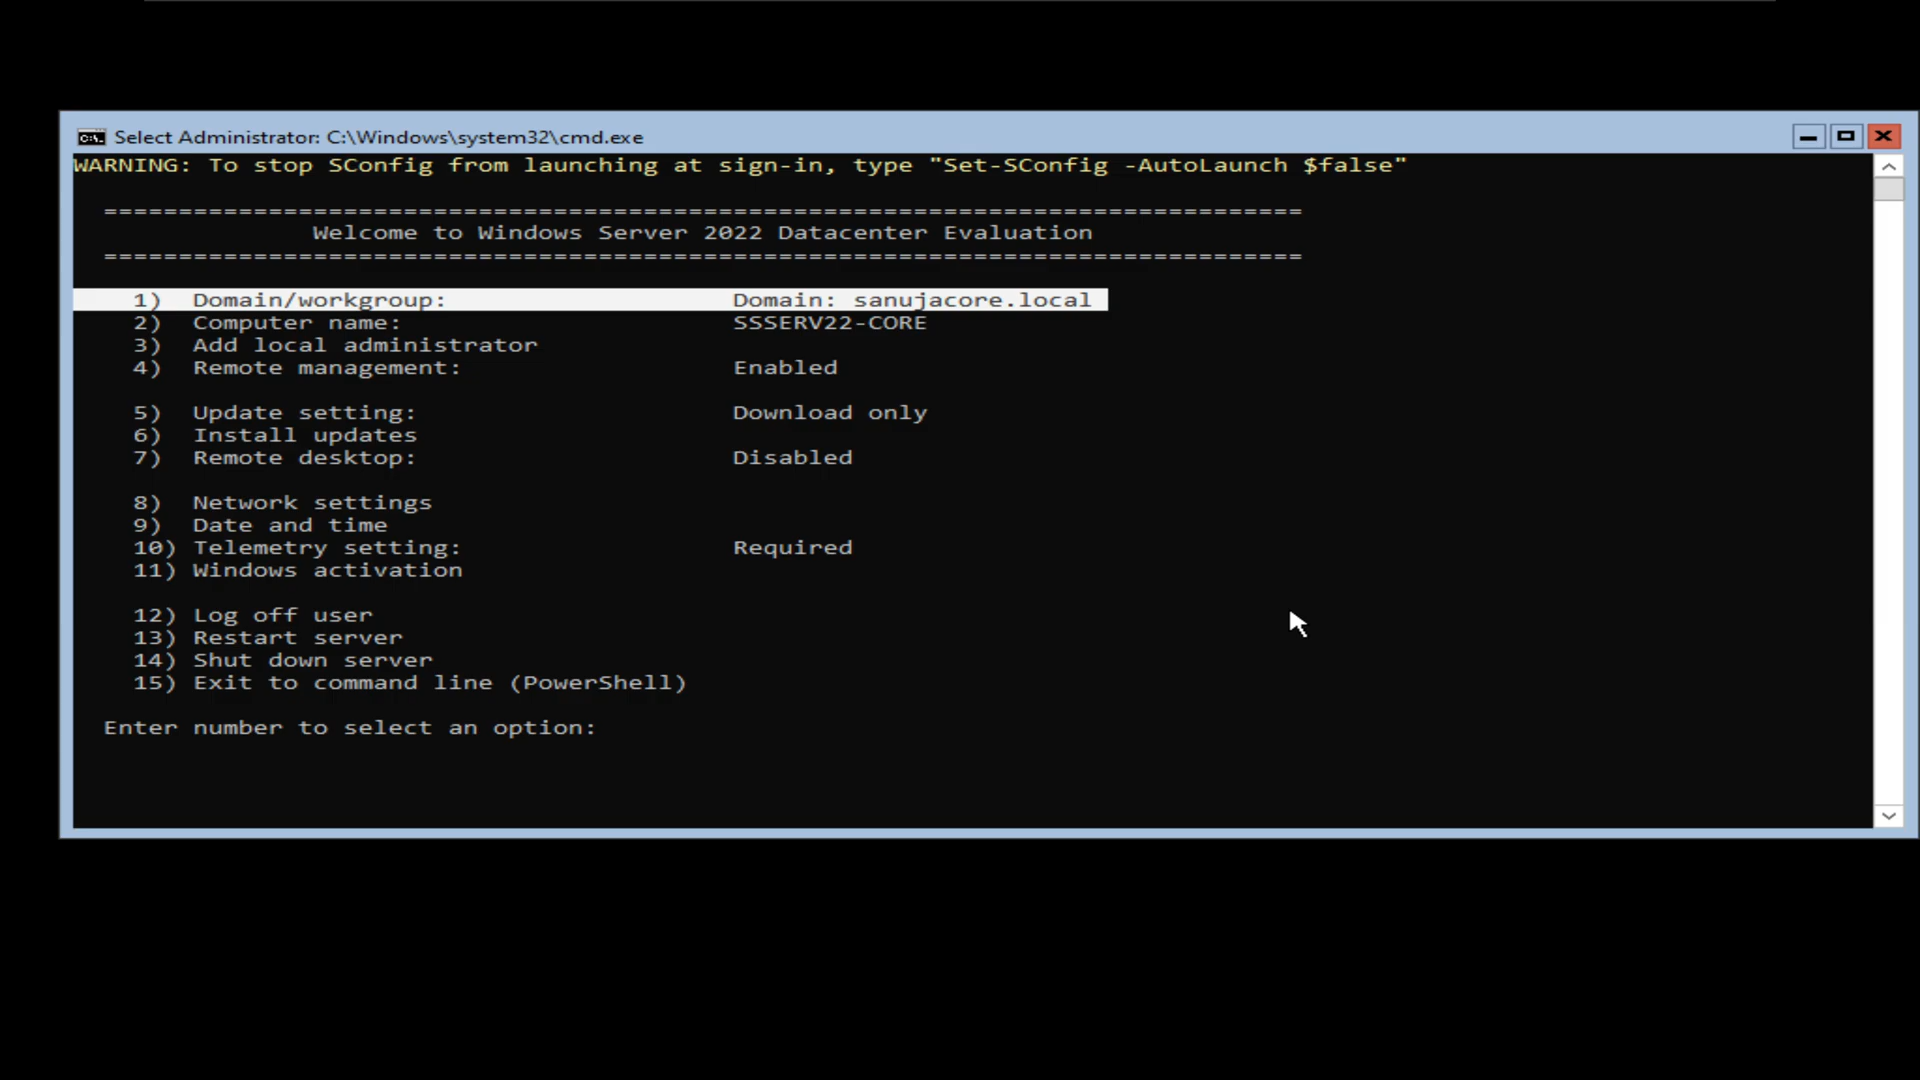 Select Administrator: C:\Windows\system32\cmd.exe
WARNING: To stop SConfig from launching at sign-in, type "Set-SConfig -AutoLaunch $false"
================================================================================
Welcome to Windows Server 2022 Datacenter Evaluation
================================================================================
1) Domain/workgroup: Domain: sanujacore.local
2) Computer name: SSSERV22-CORE
3) Add local administrator
4) Remote management: Enabled
5) Update setting: Download only
6) Install updates
7) Remote desktop: Disabled
8) Network settings
9) Date and time
10) Telemetry setting: Required
11) Windows activation
12) Log off user
13) Restart server
14) Shut down server
15) Exit to command line (PowerShell)
Enter number to select an option: